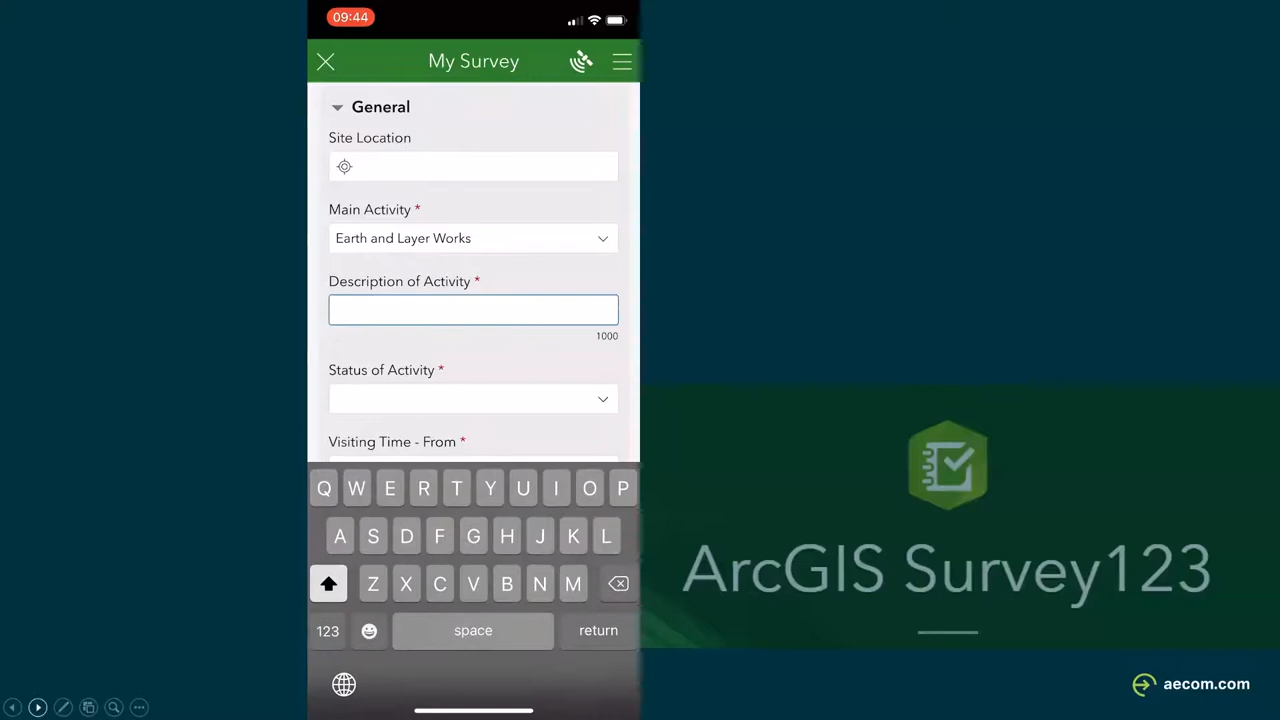 09:44
My Survey
General
Site Location
Main Activity *
Earth and Layer Works
Description of Activity *
1000
Status of Activity *
Visiting Time - From *
Q W E R T Y U I O P
A S D F G H J K L
Z X C V B N M
123 space return
ArcGIS Survey123
aecom.com